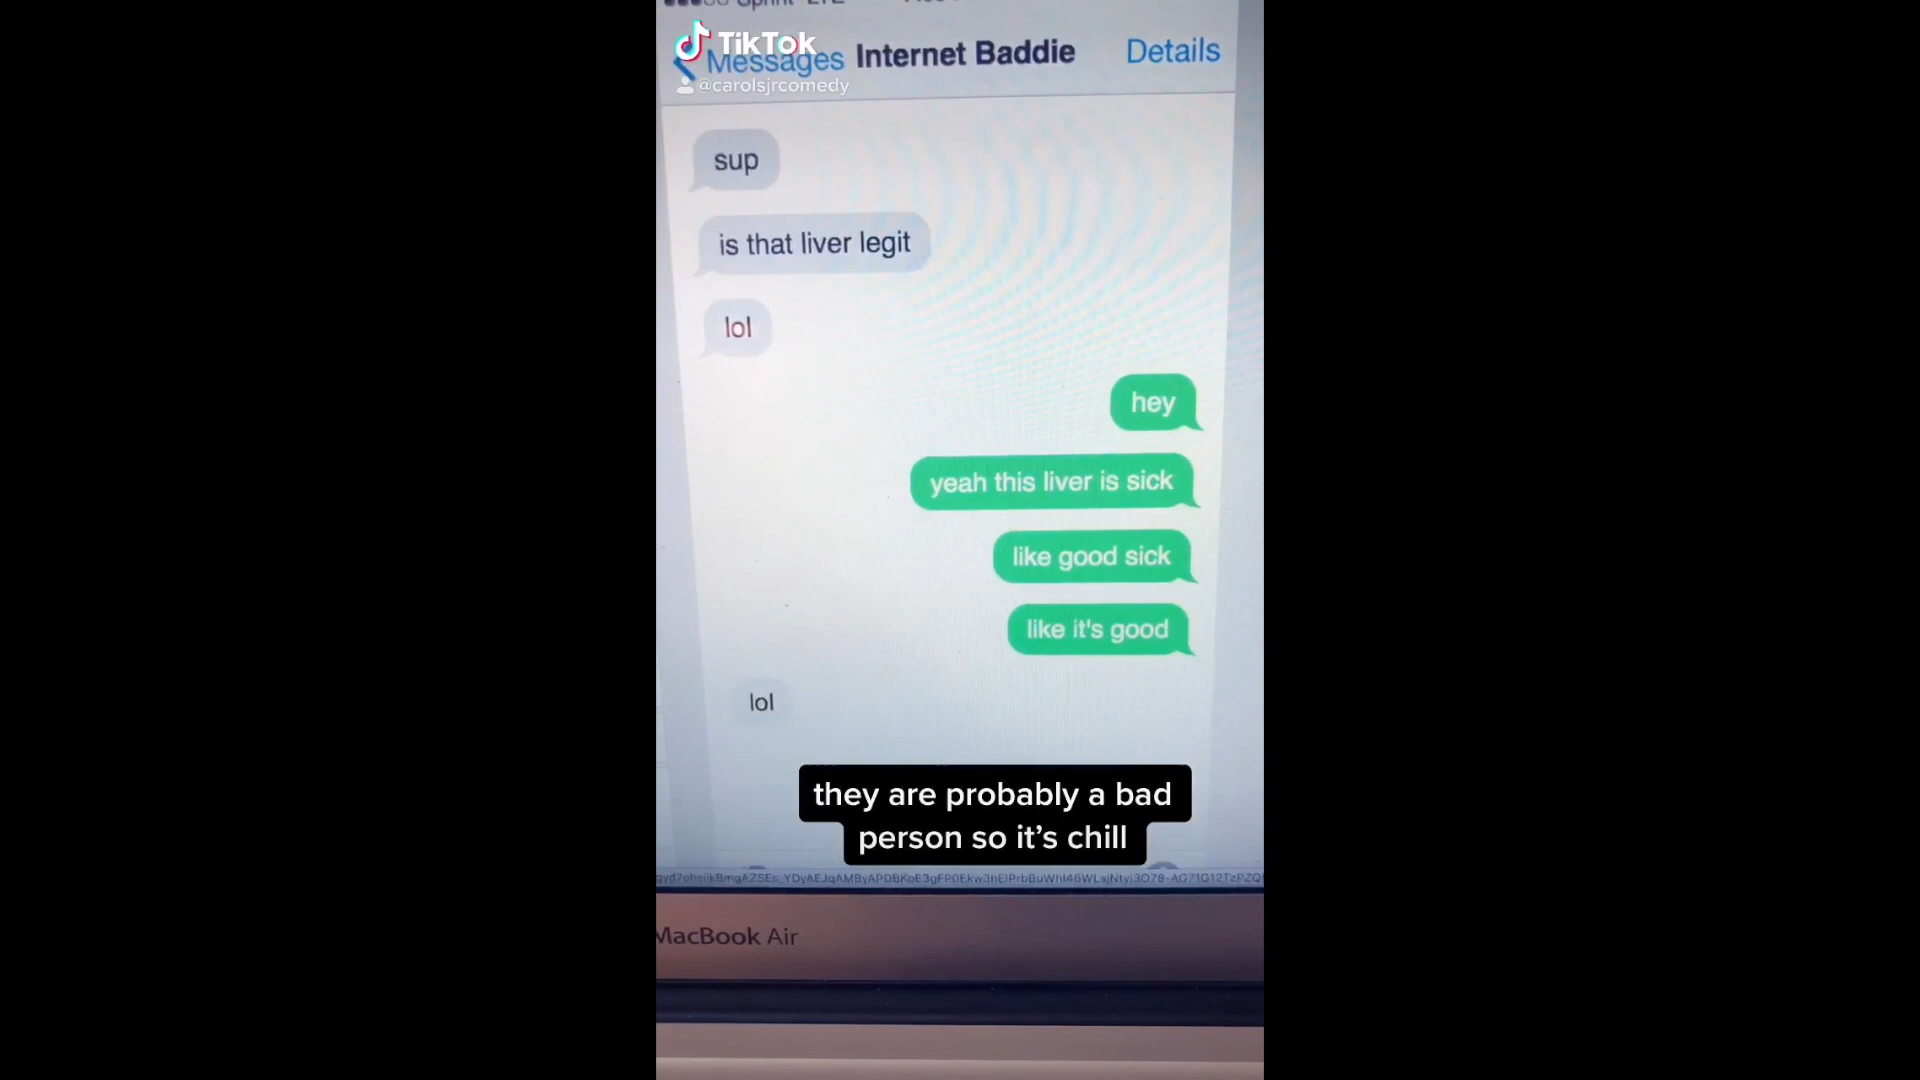 TikTok
@carolsjrcomedy
Messages
Internet Baddie
Details
sup
is that liver legit
lol
hey
yeah this liver is sick
like good sick
like it's good
lol
they are probably a bad
person so it's chill
MacBook Air